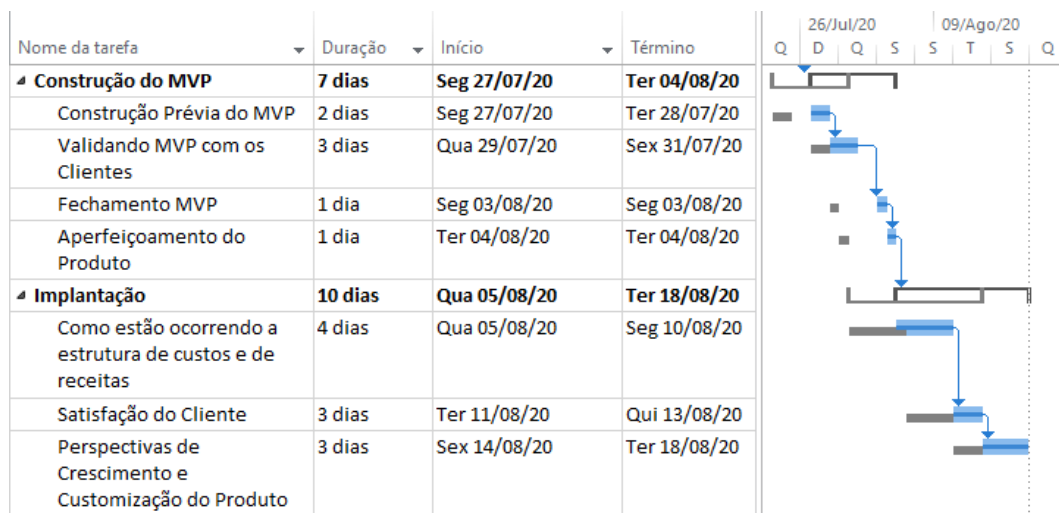 26/Jul/20 09/Ago/20
Nome da tarefa Duração Início Término Q D Q S S T S Q
Construção do MVP 7 dias Seg 27/07/20 Ter 04/08/20
Construção Prévia do MVP 2 dias Seg 27/07/20 Ter 28/07/20
Validando MVP com os 3 dias Qua 29/07/20 Sex 31/07/20
Clientes
Fechamento MVP 1 dia Seg 03/08/20 Seg 03/08/20
Aperfeiçoamento do 1 dia Ter 04/08/20 Ter 04/08/20
Produto
Implantação 10 dias Qua 05/08/20 Ter 18/08/20
Como estão ocorrendo a 4 dias Qua 05/08/20 Seg 10/08/20
estrutura de custos e de
receitas
Satisfação do Cliente 3 dias Ter 11/08/20 Qui 13/08/20
Perspectivas de 3 dias Sex 14/08/20 Ter 18/08/20
Crescimento e
Customização do Produto